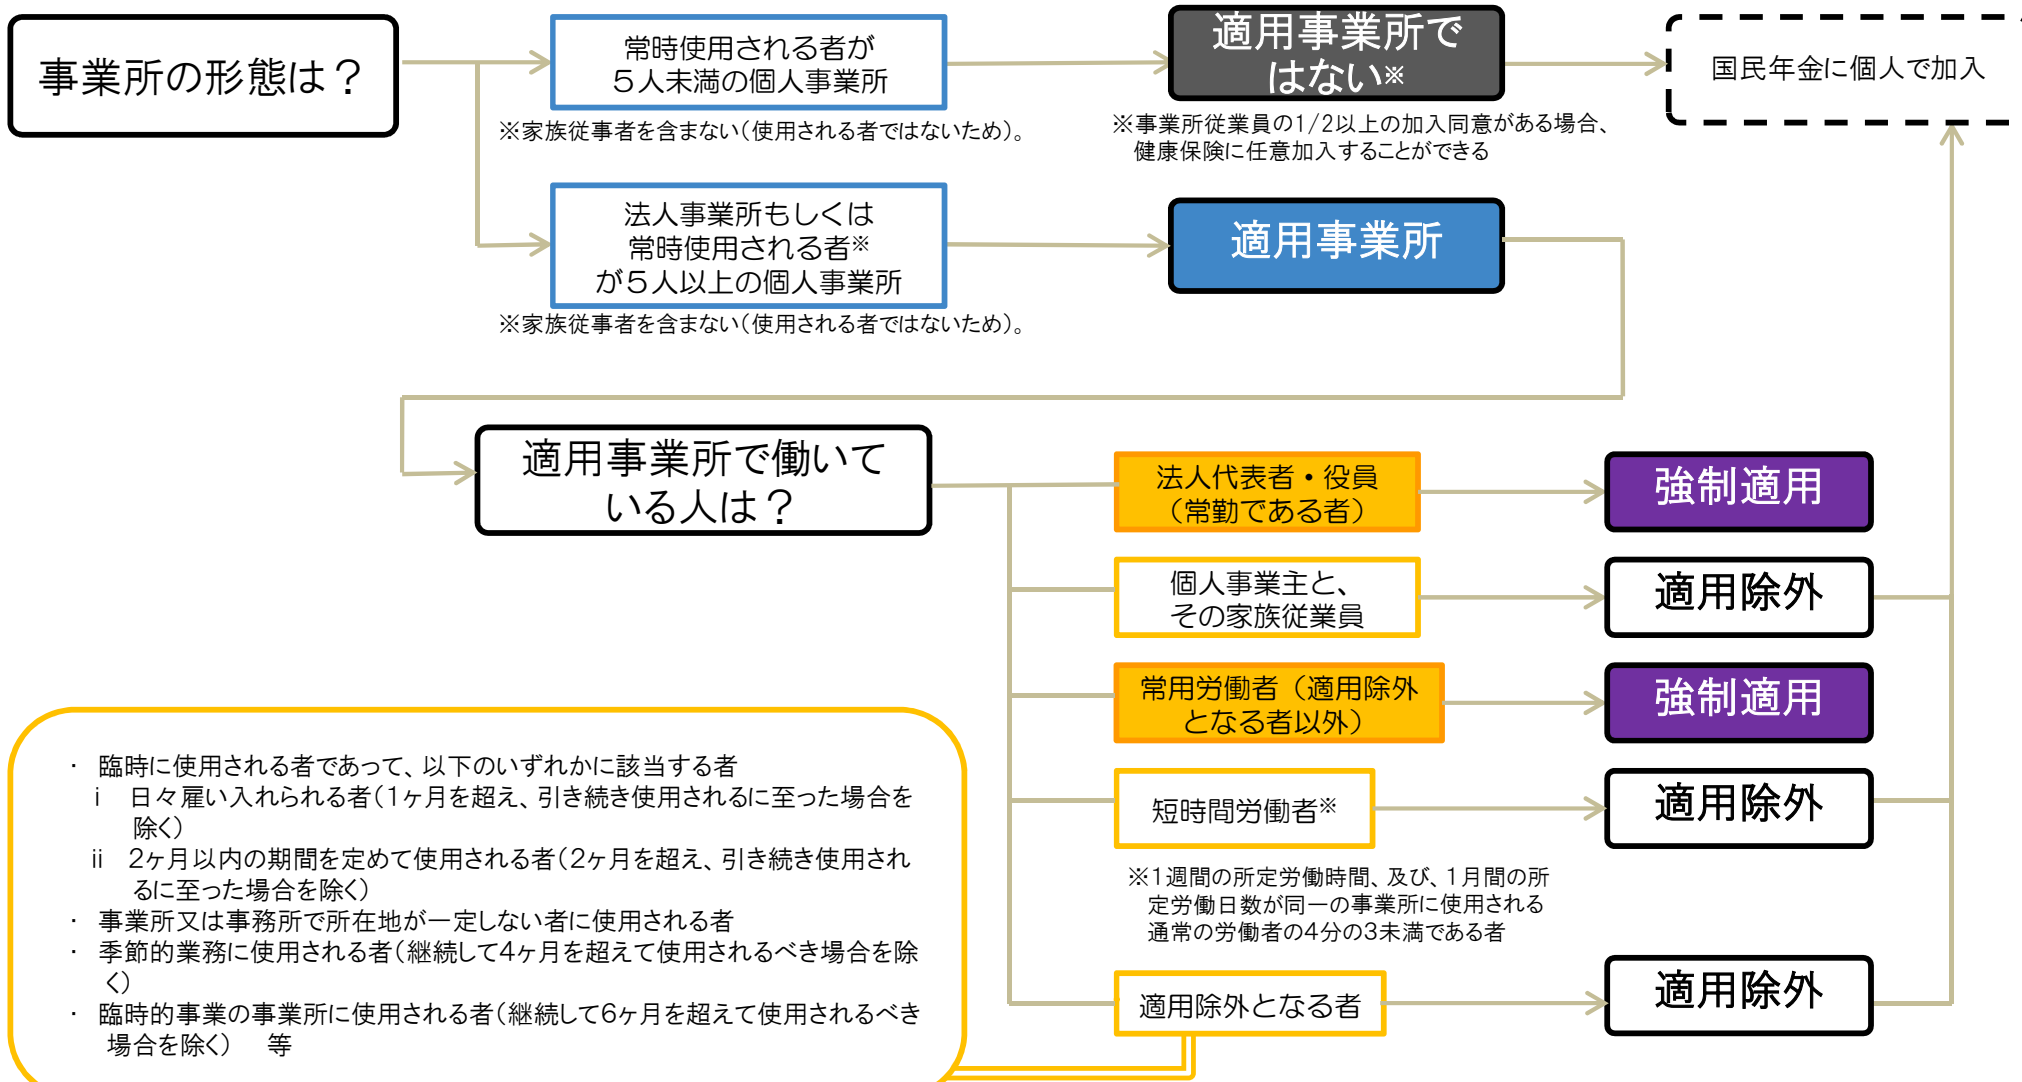 事業所の形態は？
常時使用される者が
５人未満の個人事業所
※家族従事者を含まない（使用される者ではないため）。
適用事業所で
はない※
※事業所従業員の1/2以上の加入同意がある場合、
健康保険に任意加入することができる
国民年金に個人で加入
法人事業所もしくは
常時使用される者※
が５人以上の個人事業所
※家族従事者を含まない（使用される者ではないため）。
適用事業所
適用事業所で働いて
いる人は？
法人代表者・役員
（常勤である者）
強制適用
個人事業主と、
その家族従業員
適用除外
常用労働者（適用除外
となる者以外）
強制適用
短時間労働者※
適用除外
※1週間の所定労働時間、及び、1月間の所
定労働日数が同一の事業所に使用される
通常の労働者の4分の3未満である者
適用除外となる者
適用除外
・ 臨時に使用される者であって、以下のいずれかに該当する者
ⅰ 日々雇い入れられる者（1ヶ月を超え、引き続き使用されるに至った場合を
除く）
ⅱ 2ヶ月以内の期間を定めて使用される者（2ヶ月を超え、引き続き使用され
るに至った場合を除く）
・ 事業所又は事務所で所在地が一定しない者に使用される者
・ 季節的業務に使用される者（継続して4ヶ月を超えて使用されるべき場合を除
く）
・ 臨時的事業の事業所に使用される者（継続して6ヶ月を超えて使用されるべき
場合を除く） 等